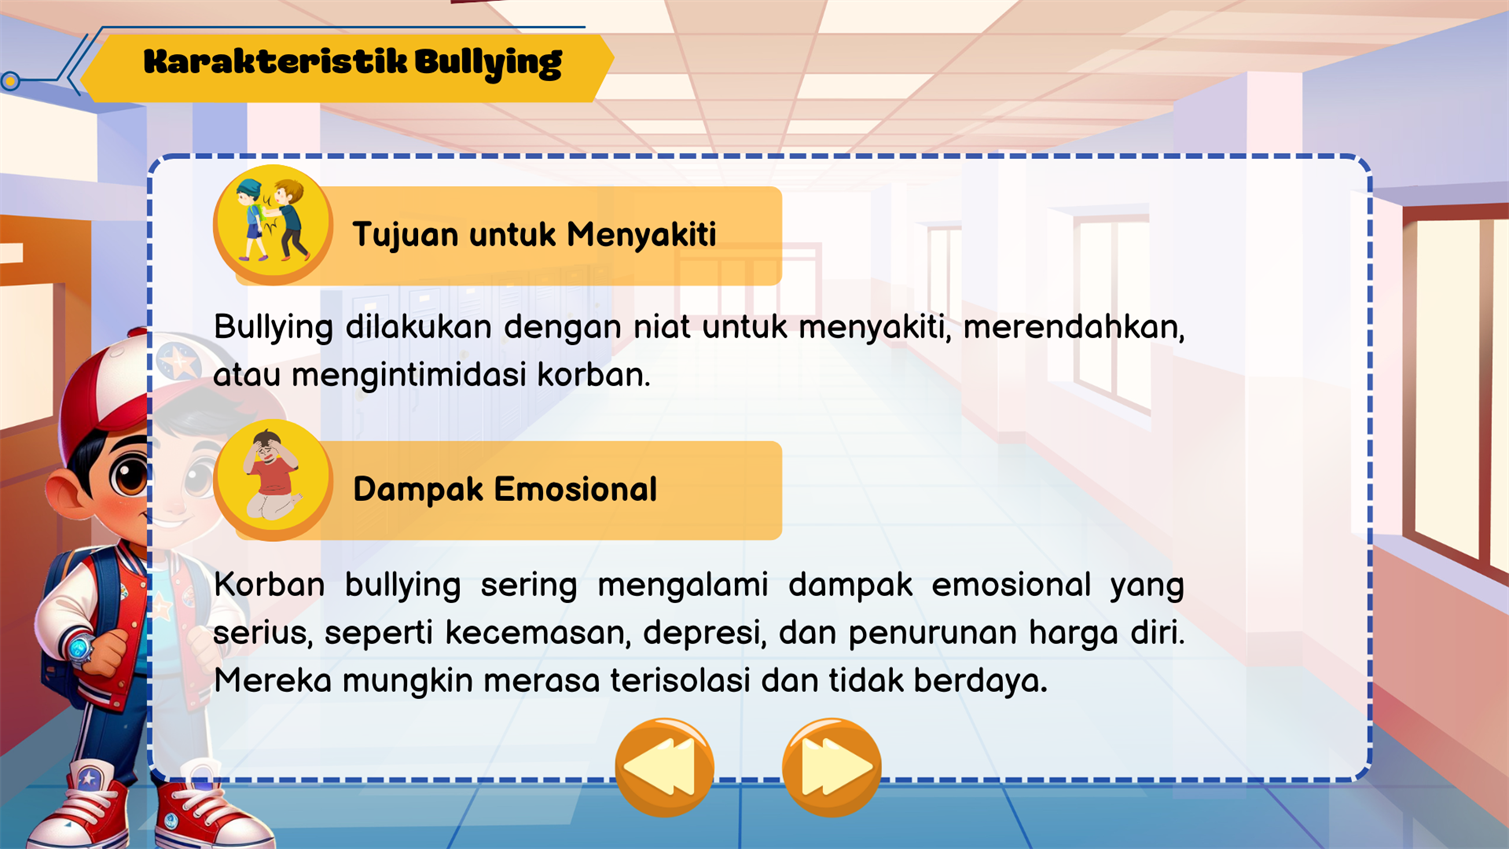 Karakteristik Bullying
Tujuan untuk Menyakiti
Bullying dilakukan dengan niat untuk menyakiti, merendahkan,
atau mengintimidasi korban.
Dampak Emosional
Korban bullying sering mengalami dampak emosional yang
serius, seperti kecemasan, depresi, dan penurunan harga diri.
Mereka mungkin merasa terisolasi dan tidak berdaya.